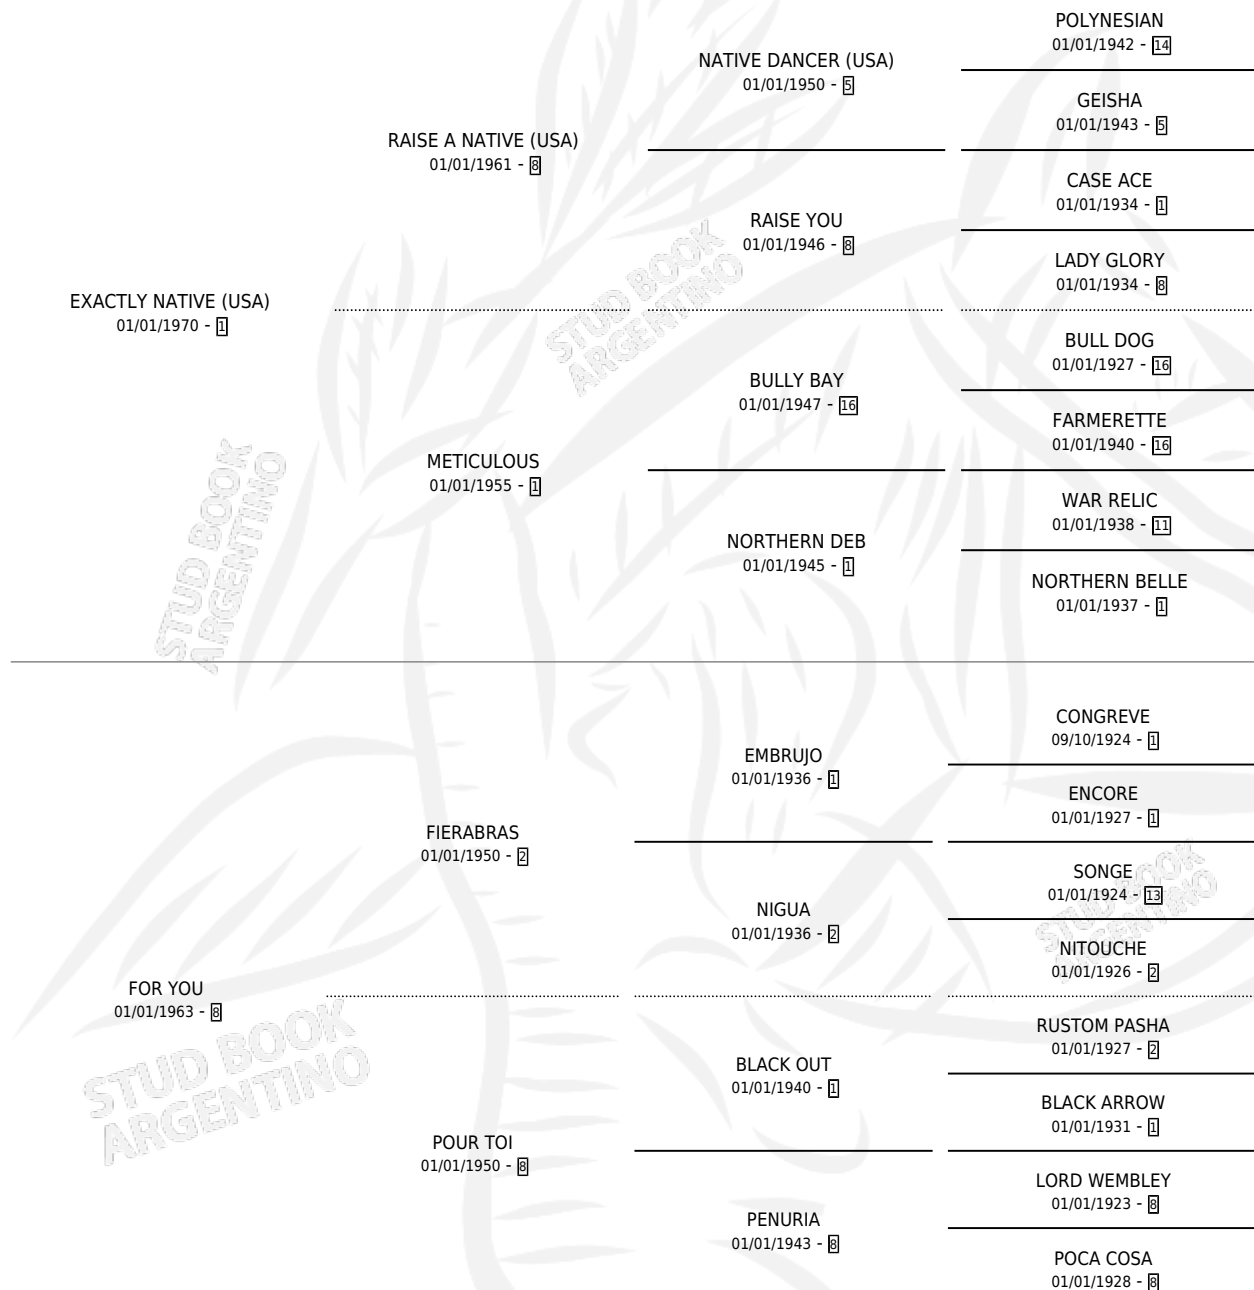 POLYNESIAN
01/01/1942 - 14
NATIVE DANCER (USA)
01/01/1950 - 5
GEISHA
01/01/1943 - 5
RAISE A NATIVE (USA)
01/01/1961 - 8
CASE ACE
01/01/1934 - 1
RAISE YOU
01/01/1946 - 8
LADY GLORY
01/01/1934 - 8
EXACTLY NATIVE (USA)
01/01/1970 - 1
STUD BOOK
ARGENTINO
BULL DOG
01/01/1927 - 16
BULLY BAY
01/01/1947 - 16
FARMERETTE
01/01/1940 - 16
METICULOUS
01/01/1955 - 1
WAR RELIC
01/01/1938 - 11
NORTHERN DEB
01/01/1945 - 1
NORTHERN BELLE
01/01/1937 - 1
STUD BOOK
ARGENTINO
CONGREVE
09/10/1924 - 1
EMBRUJO
01/01/1936 - 1
ENCORE
01/01/1927 - 1
FIERABRAS
01/01/1950 - 2
SONGE
01/01/1924 - 13
NIGUA
01/01/1936 - 2
NITOUCHE
01/01/1926 - 2
STUD BOOK
ARGENTINO
FOR YOU
01/01/1963 - 8
RUSTOM PASHA
01/01/1927 - 2
BLACK OUT
01/01/1940 - 1
BLACK ARROW
01/01/1931 - 1
STUD BOOK
ARGENTINO
POUR TOI
01/01/1950 - 8
LORD WEMBLEY
01/01/1923 - 8
PENURIA
01/01/1943 - 8
POCA COSA
01/01/1928 - 8